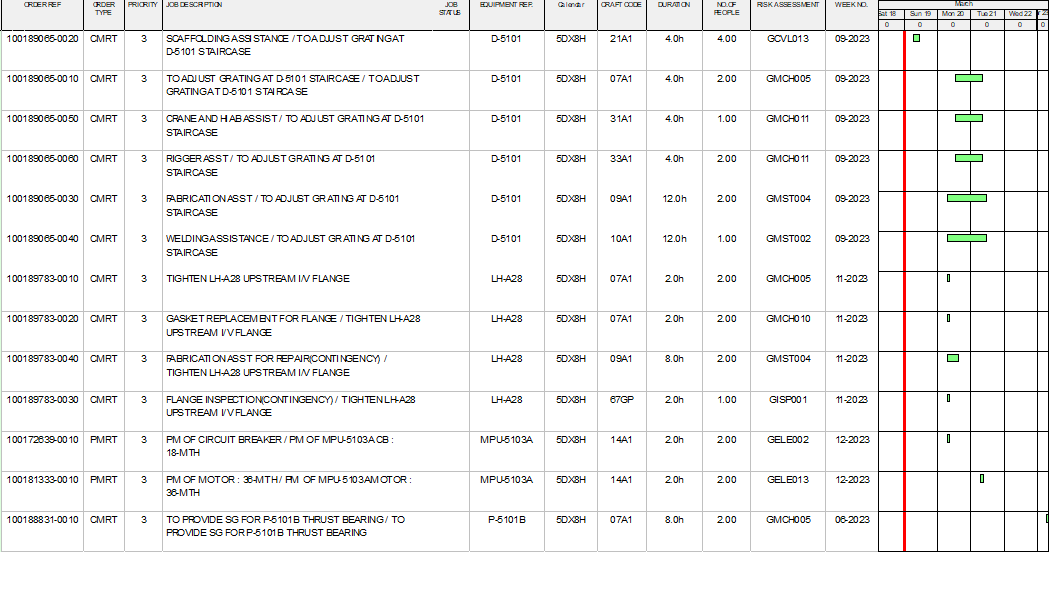 ORDER REF ORDER TYPE PRIORITY JOB DESCRIPTION JOB STATUS EQUIPMENT REF. Calendar CRAFT CODE DURATION NO.OF PEOPLE RISK ASSESSMENT WEEK NO. March
Sat 18 Sun 19 Mon 20 Tue 21 Wed 22
0 0 0 0 0 0
100189065-0020 CMRT 3 SCAFFOLDING ASSISTANCE / TO ADJUST GRATING AT D-5101 4.0h 4.00 GCVL013 09-2023 5DX8H 21A1
D-5101 STAIRCASE
100189065-0010 CMRT 3 TO ADJUST GRATING AT D-5101 STAIRCASE / TO ADJUST D-5101 5DX8H 07A1 4.0h 2.00 GMCH005 09-2023
GRATING AT D-5101 STAIRCASE
100189065-0050 CMRT 3 CRANE AND HIAB ASSIST / TO ADJUST GRATING AT D-5101 D-5101 5DX8H 31A1 4.0h 1.00 GMCH011 09-2023
STAIRCASE
100189065-0060 CMRT 3 RIGGER ASST / TO ADJUST GRATING AT D-5101 D-5101 5DX8H 33A1 4.0h 2.00 GMCH011 09-2023
STAIRCASE
100189065-0030 CMRT 3 FABRICATION ASST / TO ADJUST GRATING AT D-5101 D-5101 5DX8H 09A1 12.0h 2.00 GMST004 09-2023
STAIRCASE
100189065-0040 CMRT 3 WELDING ASSISTANCE / TO ADJUST GRATING AT D-5101 D-5101 5DX8H 10A1 12.0h 1.00 GMST002 09-2023
STAIRCASE
100189783-0010 CMRT 3 TIGHTEN LH-A28 UPSTREAM I/V FLANGE LH-A28 5DX8H 07A1 2.0h 2.00 GMCH005 11-2023
100189783-0020 CMRT 3 GASKET REPLACEMENT FOR FLANGE / TIGHTEN LH-A28 LH-A28 5DX8H 07A1 2.0h 2.00 GMCH010 11-2023
UPSTREAM I/V FLANGE
100189783-0040 CMRT 3 FABRICATION ASST FOR REPAIR(CONTINGENCY) / LH-A28 5DX8H 09A1 8.0h 2.00 GMST004 11-2023
TIGHTEN LH-A28 UPSTREAM I/V FLANGE
100189783-0030 CMRT 3 FLANGE INSPECTION(CONTINGENCY) / TIGHTEN LH-A28 LH-A28 5DX8H 67GP 2.0h 1.00 GISP001 11-2023
UPSTREAM I/V FLANGE
100172639-0010 PMRT 3 PM OF CIRCUIT BREAKER / PM OF MPU-5103A CB : MPU-5103A 5DX8H 14A1 2.0h 2.00 GELE002 12-2023
18-MTH
100181333-0010 PMRT 3 PM OF MOTOR : 36-MTH / PM OF MPU-5103A MOTOR : MPU-5103A 5DX8H 14A1 2.0h 2.00 GELE013 12-2023
36-MTH
100188831-0010 CMRT 3 TO PROVIDE SG FOR P-5101B THRUST BEARING / TO P-5101B 5DX8H 07A1 8.0h 2.00 GMCH005 06-2023
PROVIDE SG FOR P-5101B THRUST BEARING